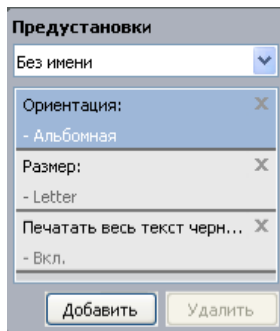 Предустановки
Без имени
Ориентация:
- Альбомная
Размер:
- Letter
Печатать весь текст черн...
- Вкл.
Добавить Удалить